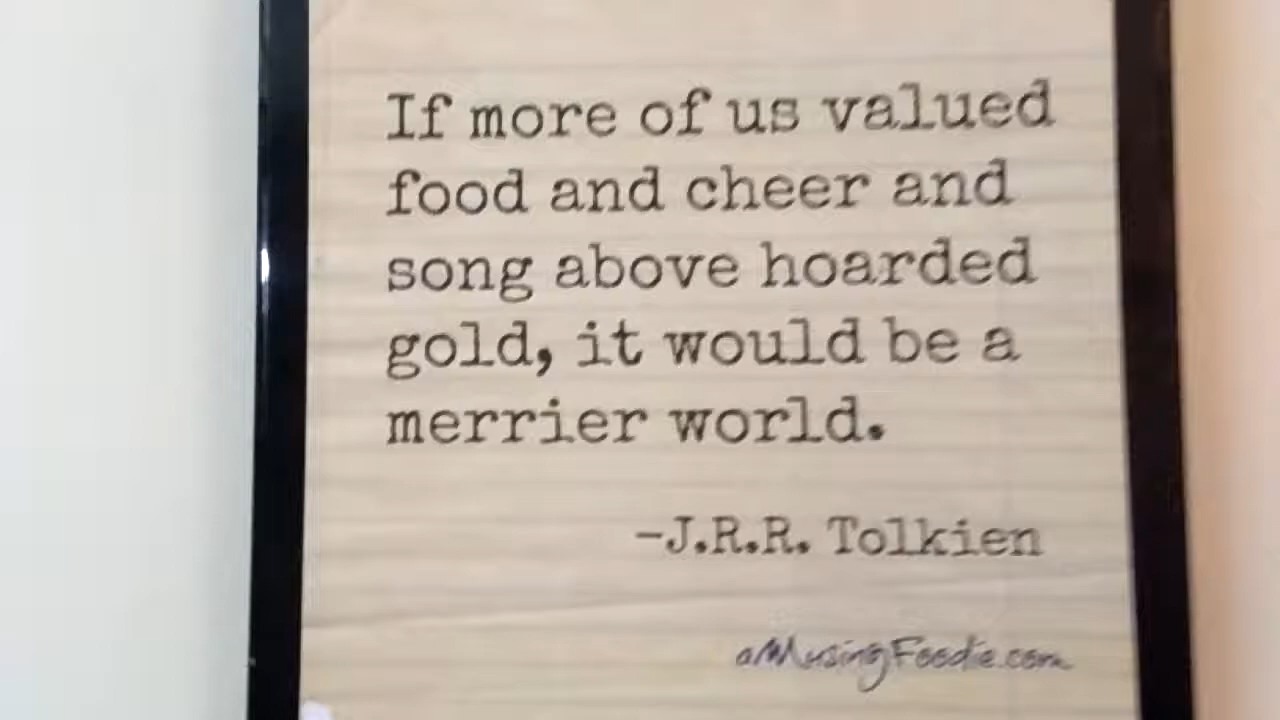 If more of us valued
food and cheer and
song above hoarded
gold, it would be a
merrier world.
-J.R.R. Tolkien
aMusingFoodie.com